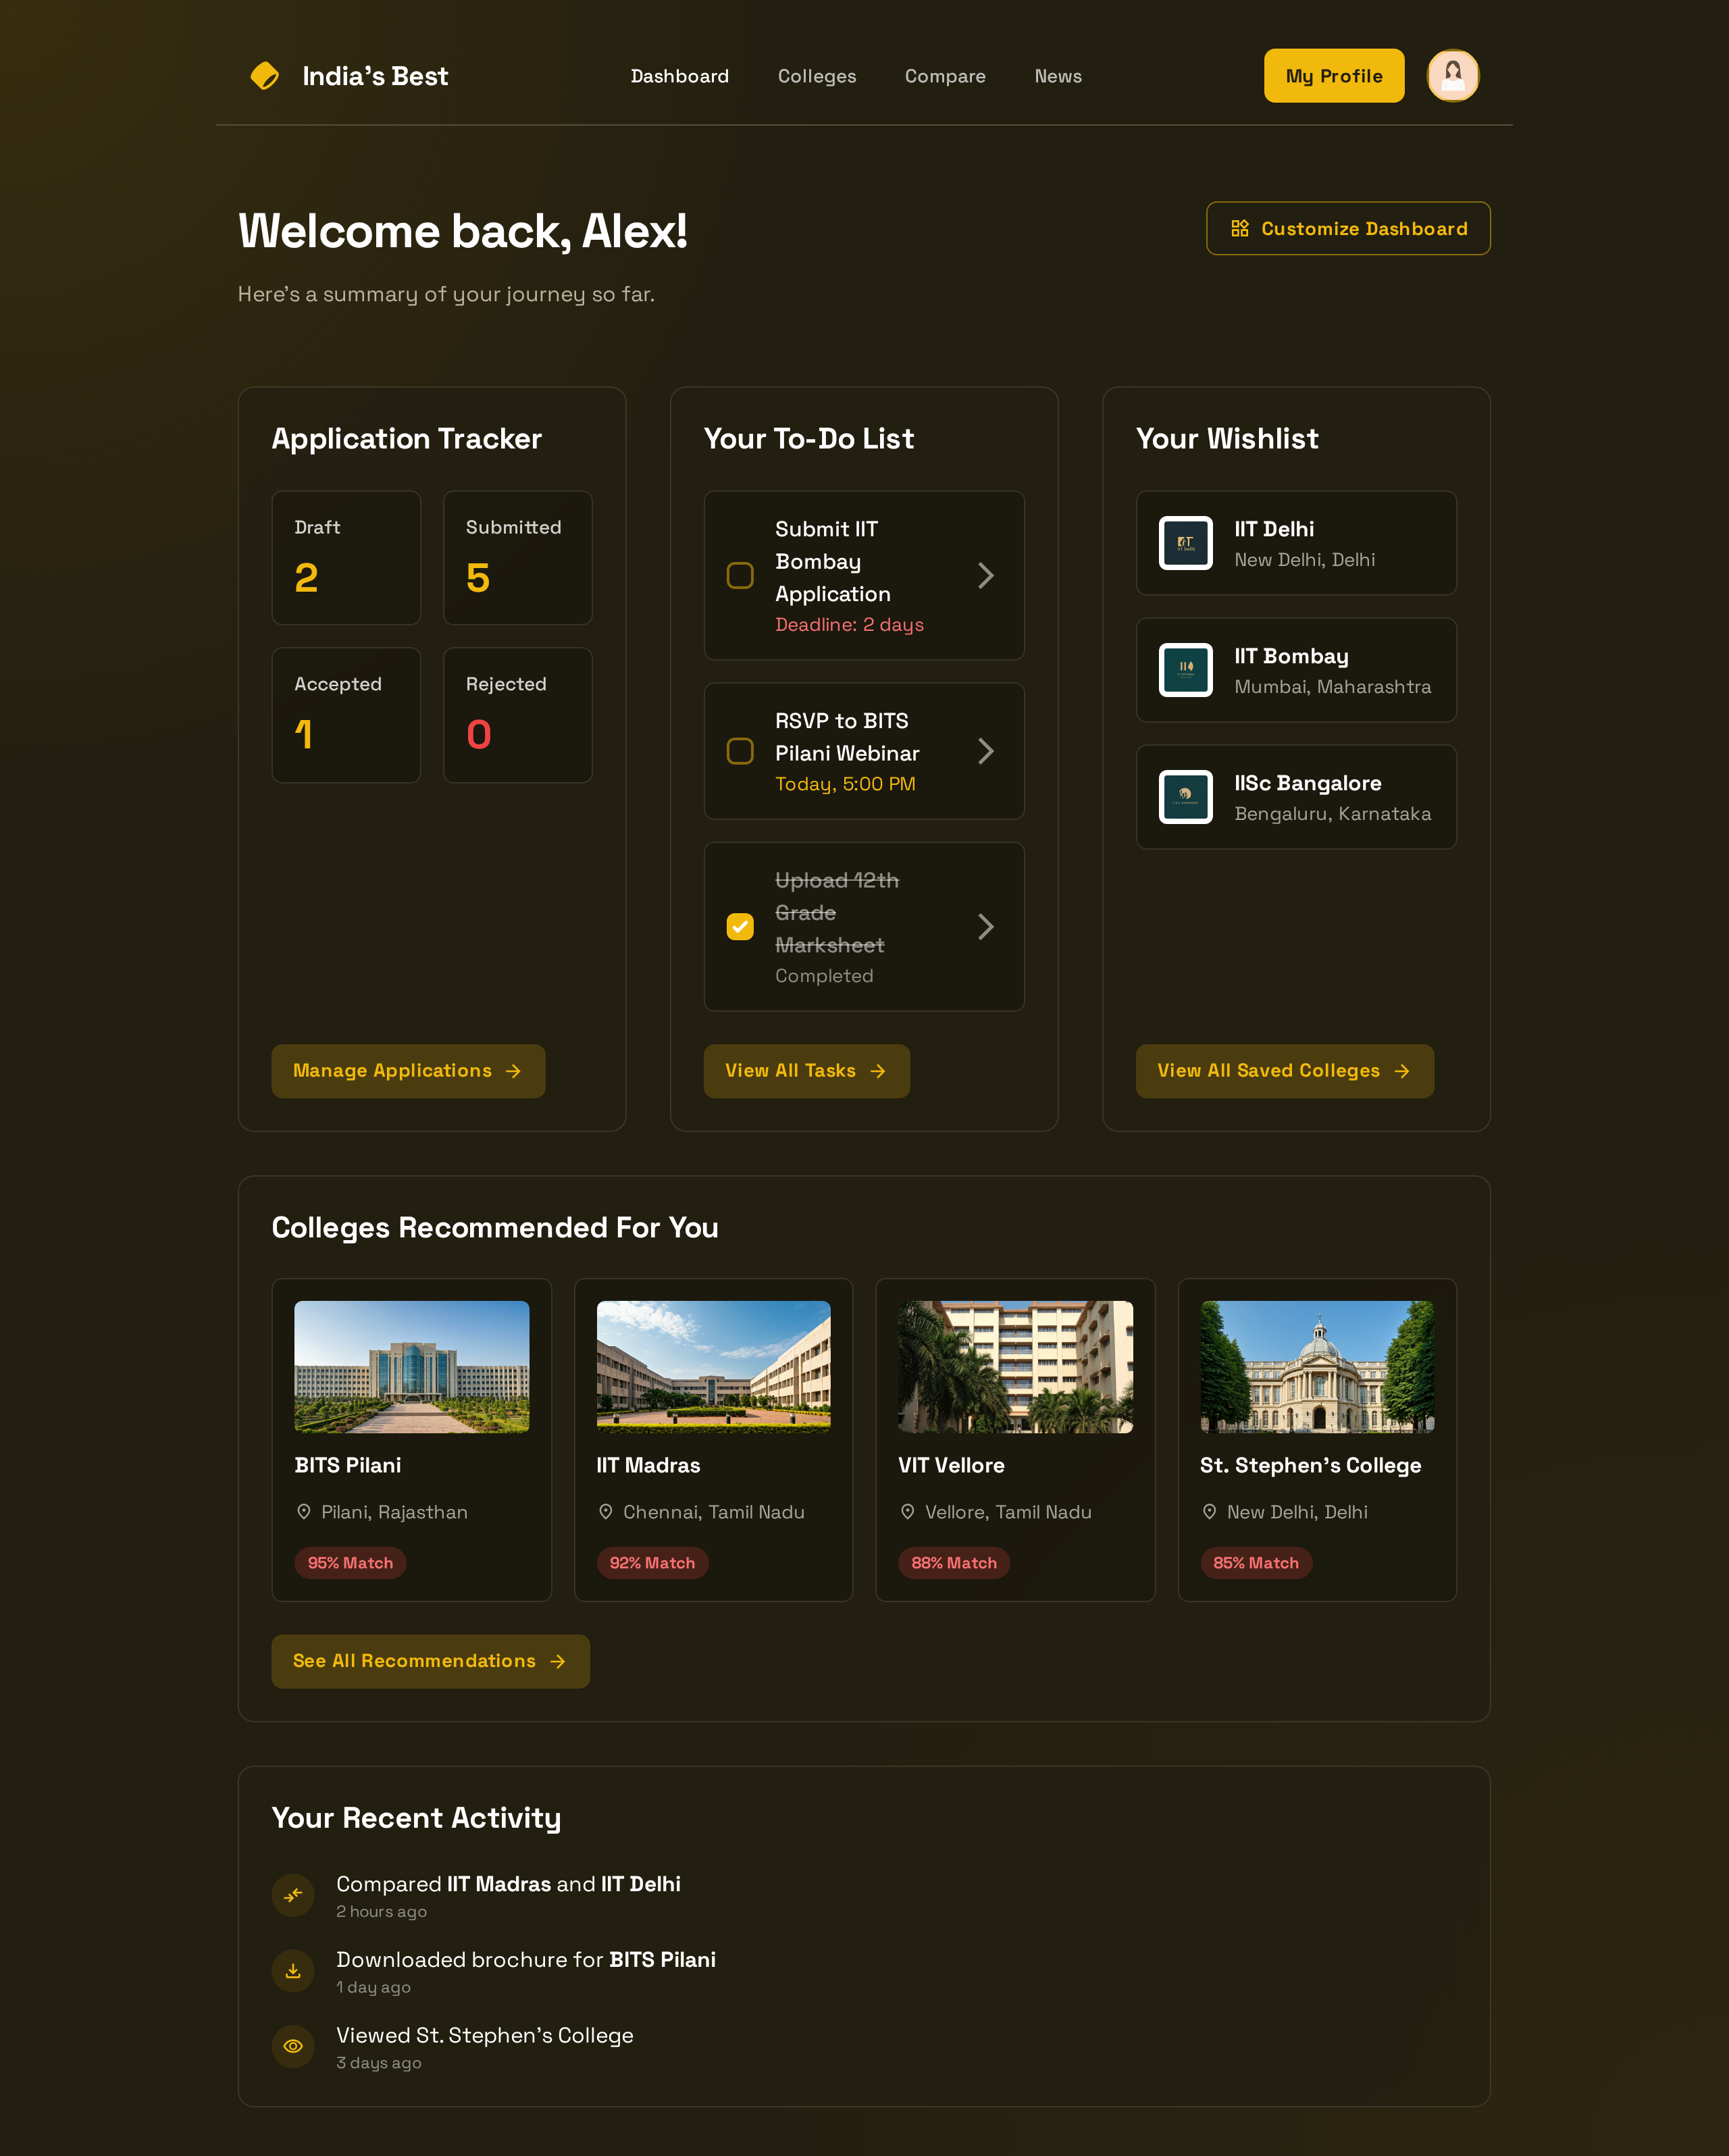 India's Best
Dashboard
Colleges
Compare
News
My Profile
Welcome back, Alex!
Customize Dashboard
Here's a summary of your journey so far.
Application Tracker
Draft
2
Submitted
5
Accepted
1
Rejected
0
Manage Applications
Your To-Do List
Submit IIT
Bombay
Application
Deadline: 2 days
RSVP to BITS
Pilani Webinar
Today, 5:00 PM
Upload 12th
Grade
Marksheet
Completed
View All Tasks
Your Wishlist
IIT Delhi
New Delhi, Delhi
IIT Bombay
Mumbai, Maharashtra
IISc Bangalore
Bengaluru, Karnataka
View All Saved Colleges
Colleges Recommended For You
BITS Pilani
Pilani, Rajasthan
95% Match
IIT Madras
Chennai, Tamil Nadu
92% Match
VIT Vellore
Vellore, Tamil Nadu
88% Match
St. Stephen's College
New Delhi, Delhi
85% Match
See All Recommendations
Your Recent Activity
Compared IIT Madras and IIT Delhi
2 hours ago
Downloaded brochure for BITS Pilani
1 day ago
Viewed St. Stephen's College
3 days ago